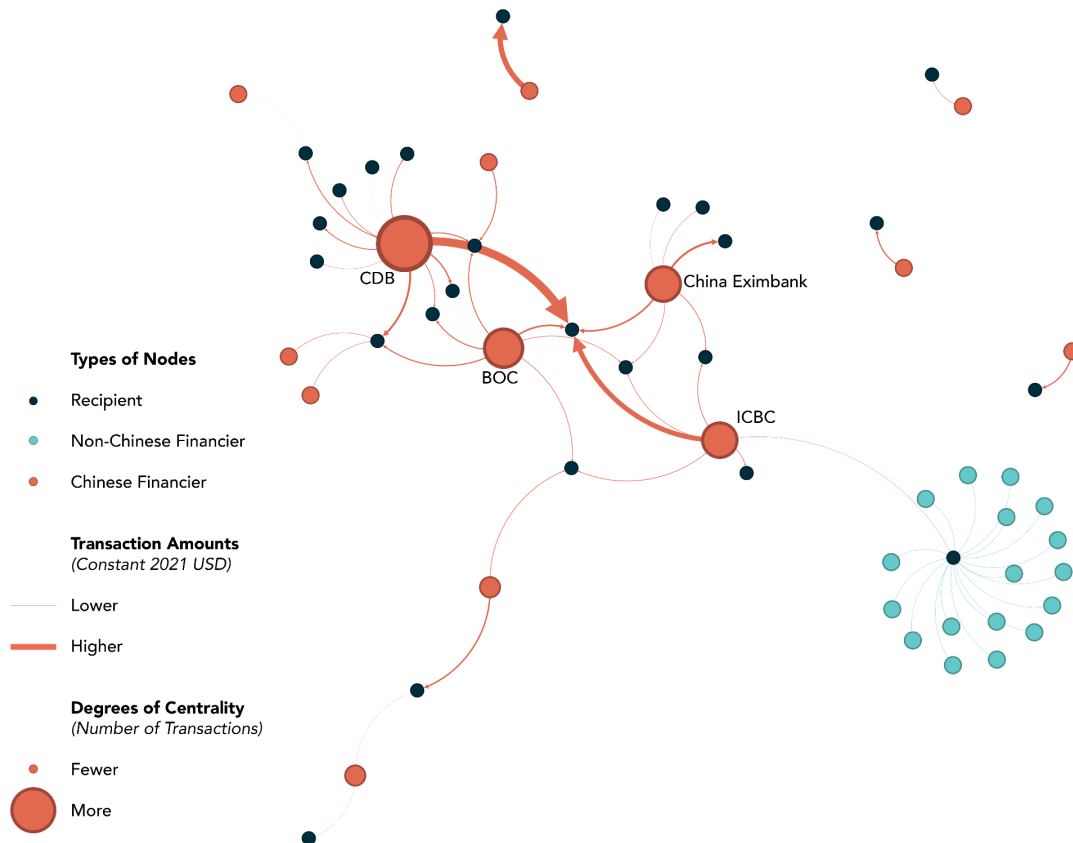 CDB
China Eximbank
BOC
ICBC
Types of Nodes
Recipient
Non-Chinese Financier
Chinese Financier
Transaction Amounts
(Constant 2021 USD)
Lower
Higher
Degrees of Centrality
(Number of Transactions)
Fewer
More